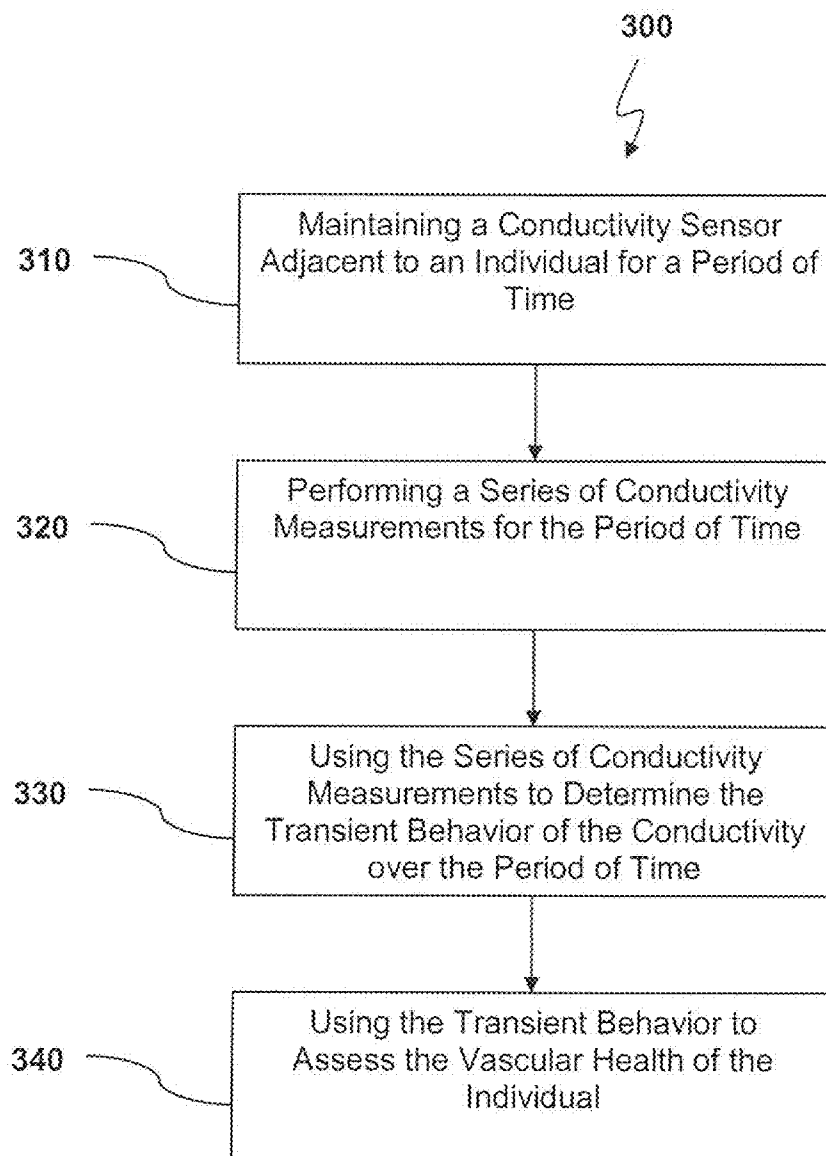 300
310
Maintaining a Conductivity Sensor
Adjacent to an Individual for a Period of
Time
320
Performing a Series of Conductivity
Measurements for the Period of Time
330
Using the Series of Conductivity
Measurements to Determine the
Transient Behavior of the Conductivity
over the Period of Time
340
Using the Transient Behavior to
Assess the Vascular Health of the
Individual